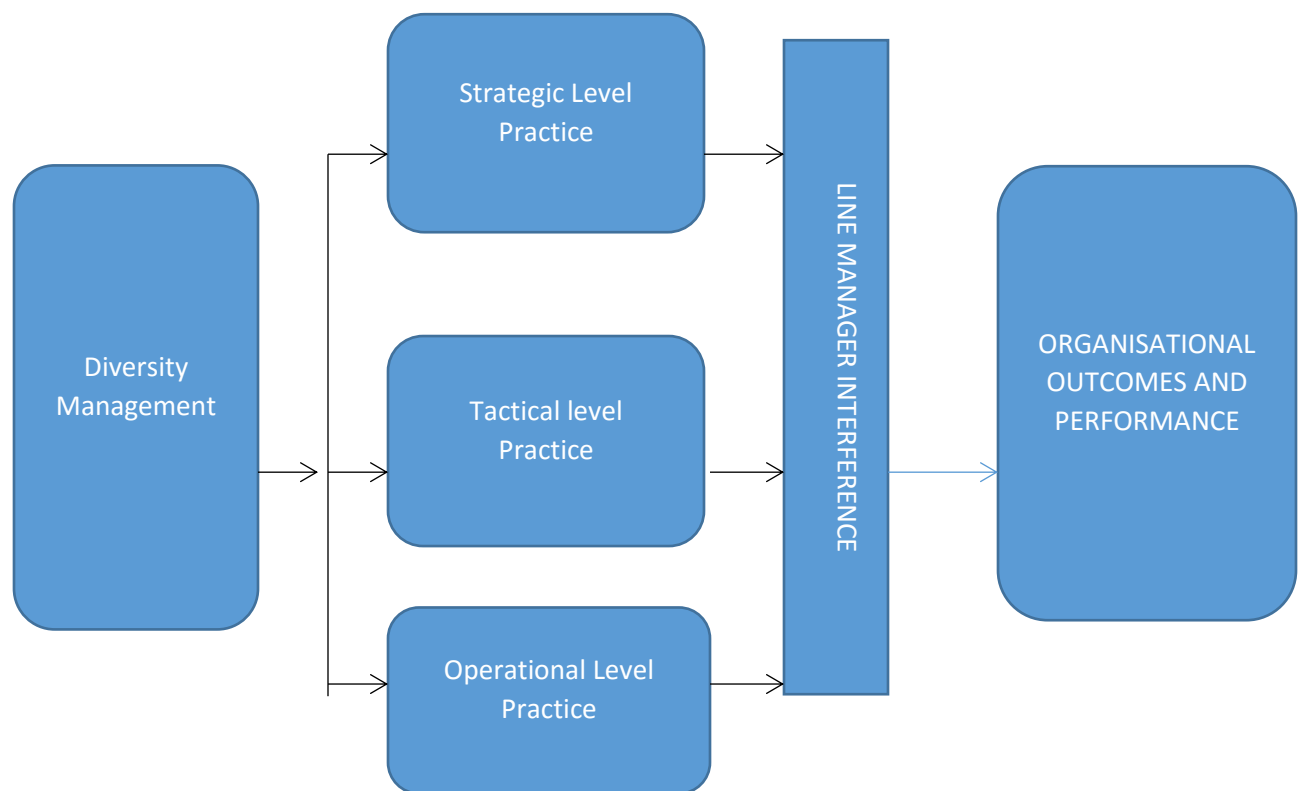 Diversity
Management
Strategic Level
Practice
Tactical level
Practice
Operational Level
Practice
LINE MANAGER INTERFERENCE
ORGANISATIONAL
OUTCOMES AND
PERFORMANCE